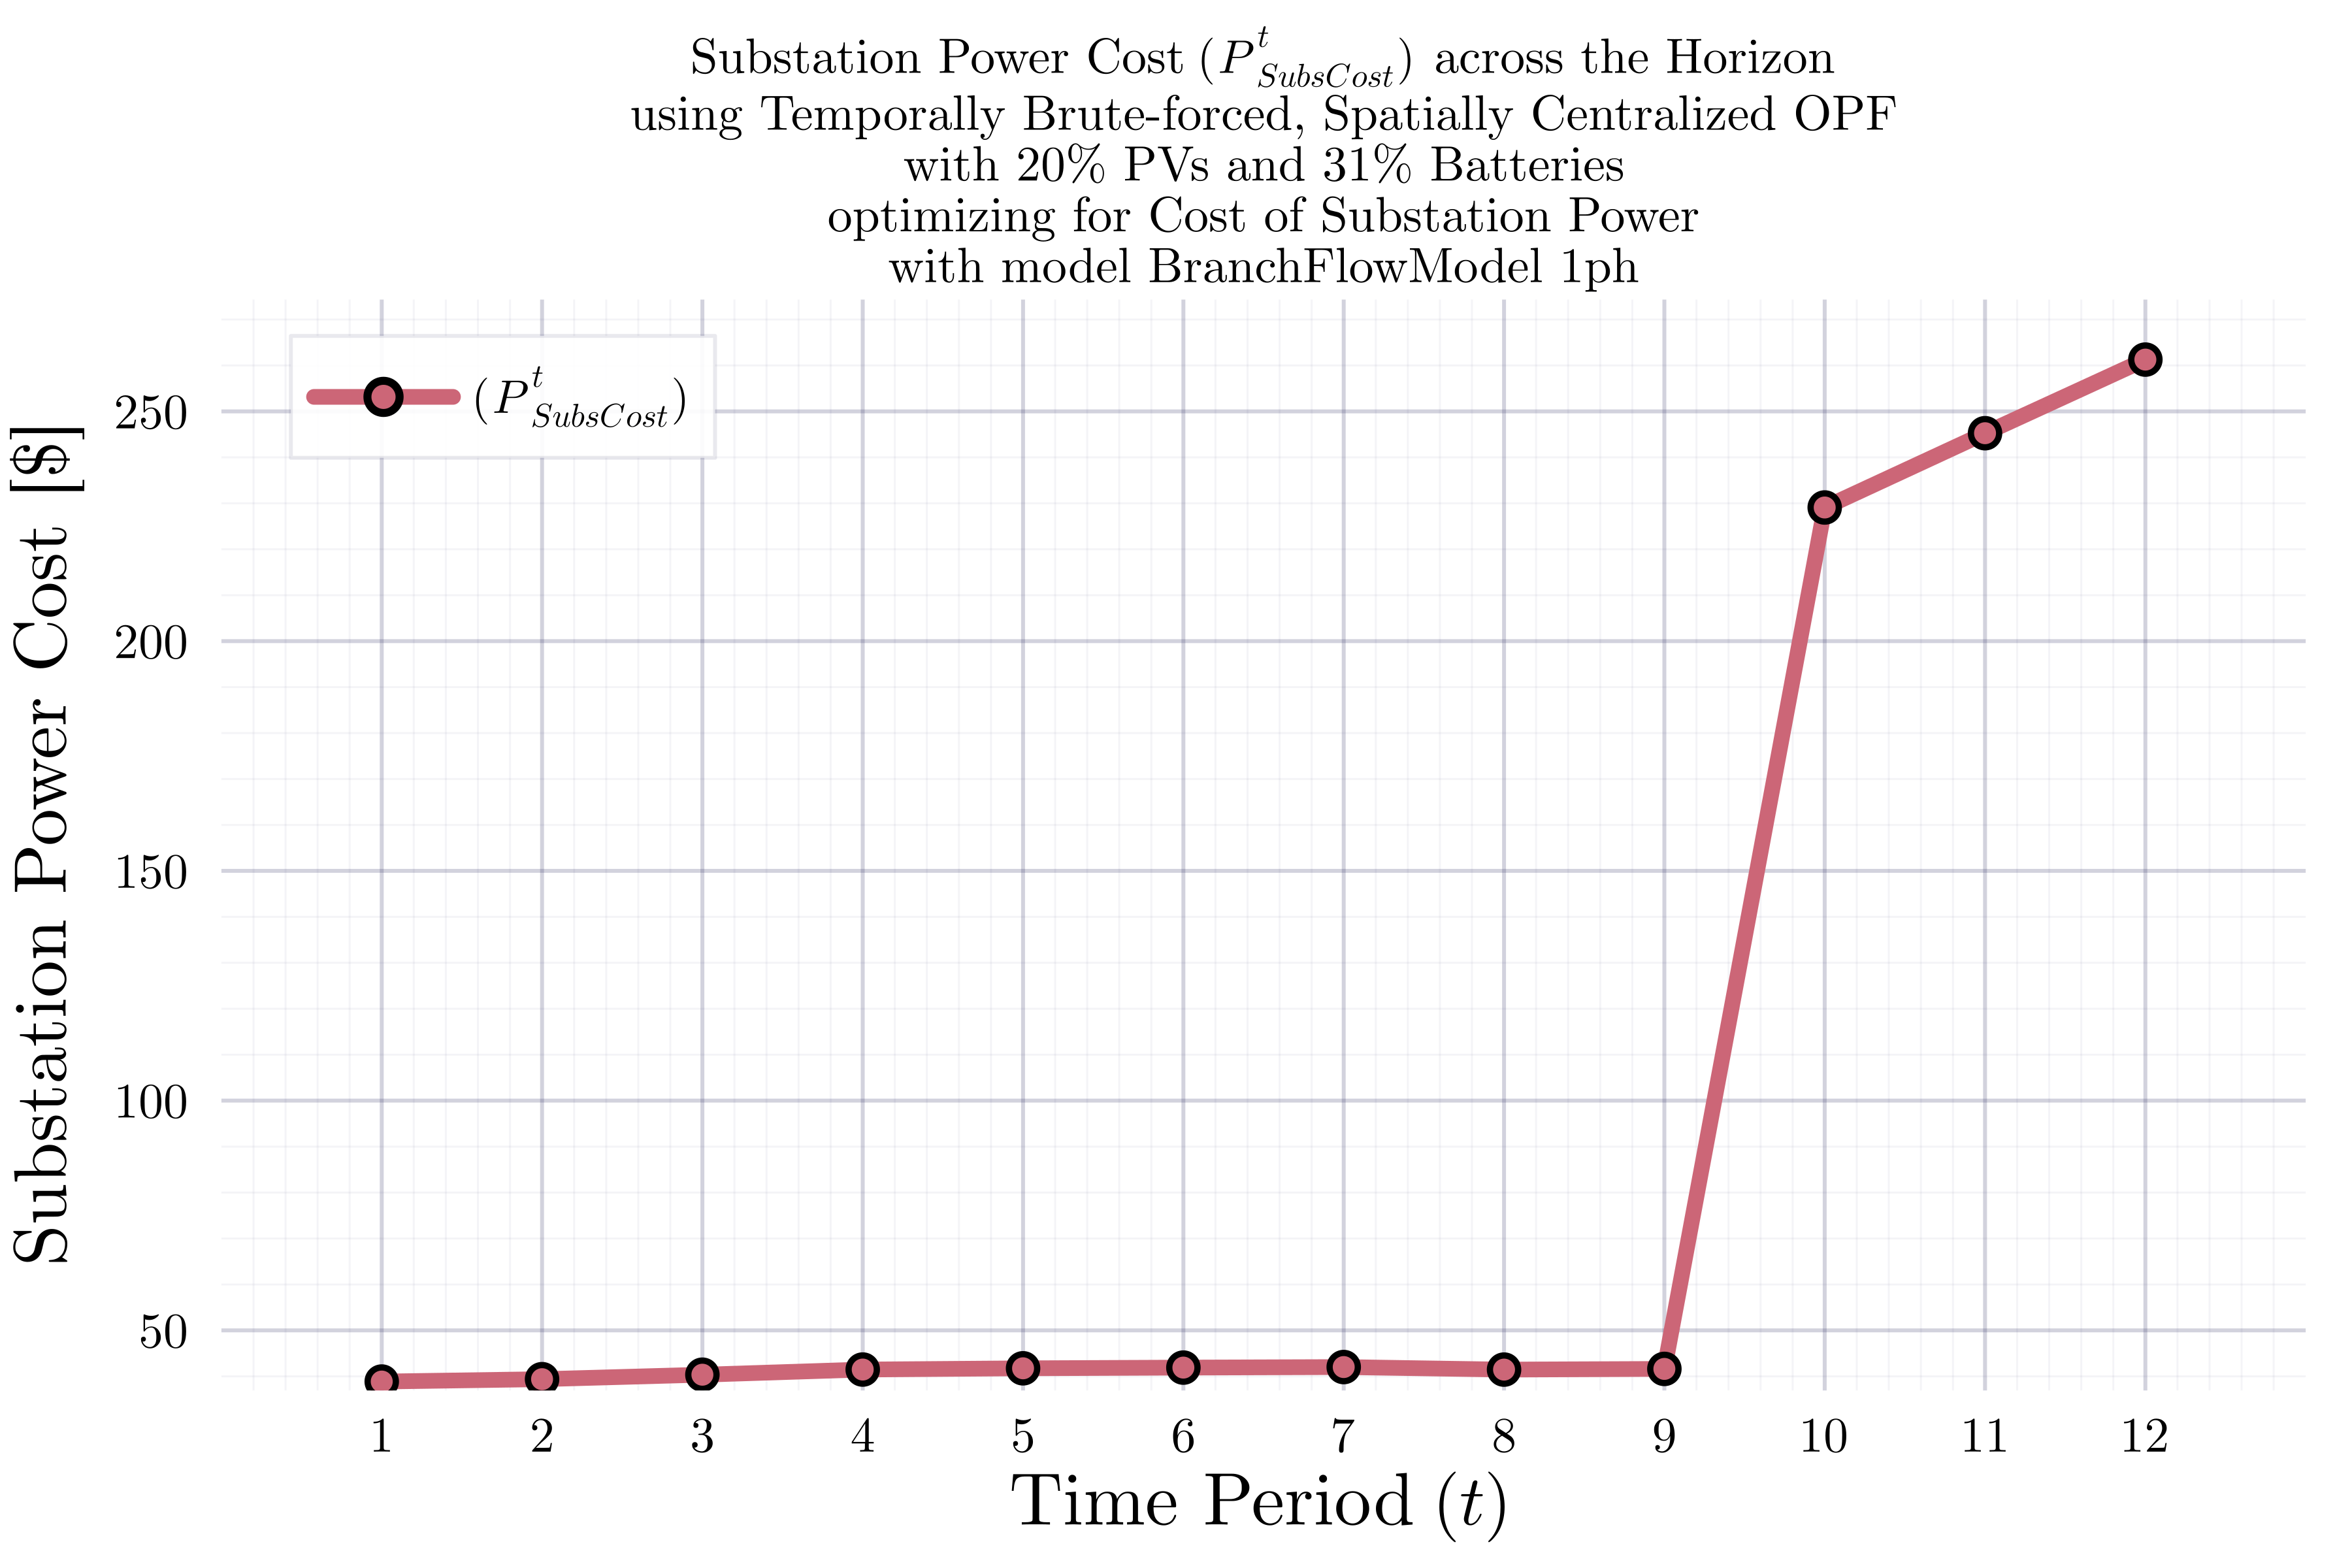 Substation Power Cost (P^t_SubsCost) across the Horizon
using Temporally Brute-forced, Spatially Centralized OPF
with 20% PVs and 31% Batteries
optimizing for Cost of Substation Power
with model BranchFlowModel 1ph
(P^t_SubsCost)
Substation Power Cost [$]
250
200
150
100
50
1 2 3 4 5 6 7 8 9 10 11 12
Time Period (t)